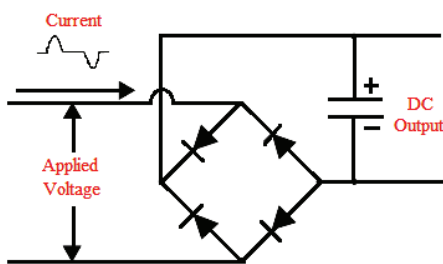 Current
+
DC
Output
−
Applied
Voltage